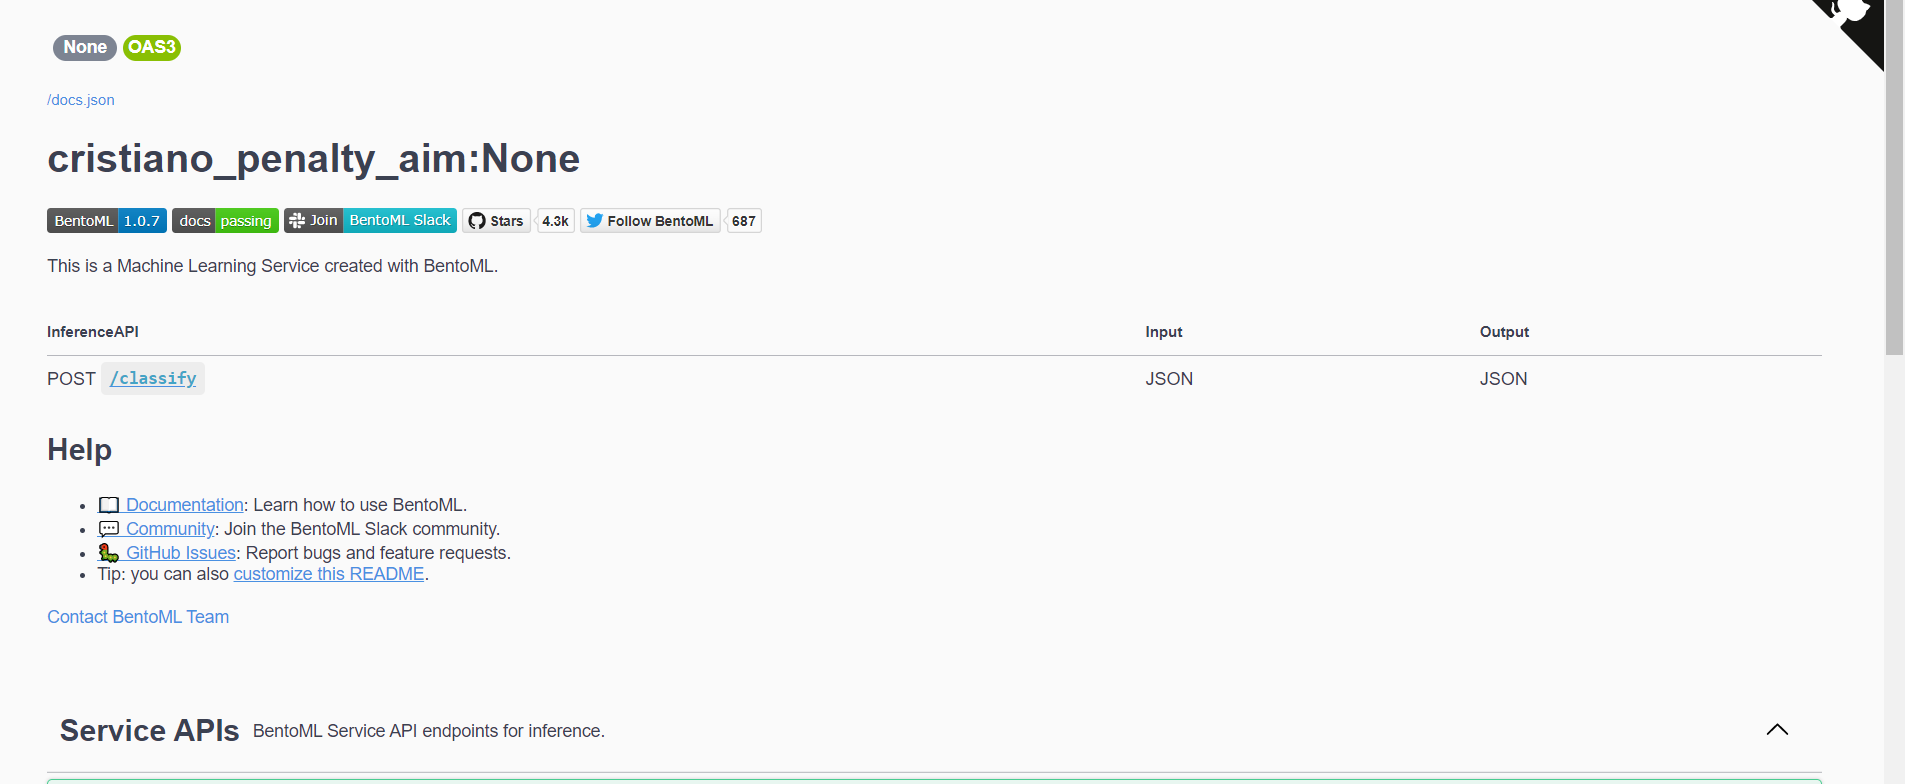 None OAS3
/docs.json
cristiano_penalty_aim:None
BentoML 1.0.7 docs passing Join BentoML Slack Stars 4.3k Follow BentoML 687
This is a Machine Learning Service created with BentoML.
InferenceAPI Input Output
POST /classify JSON JSON
Help
Documentation: Learn how to use BentoML.
Community: Join the BentoML Slack community.
GitHub Issues: Report bugs and feature requests.
Tip: you can also customize this README.
Contact BentoML Team
Service APIs BentoML Service API endpoints for inference.